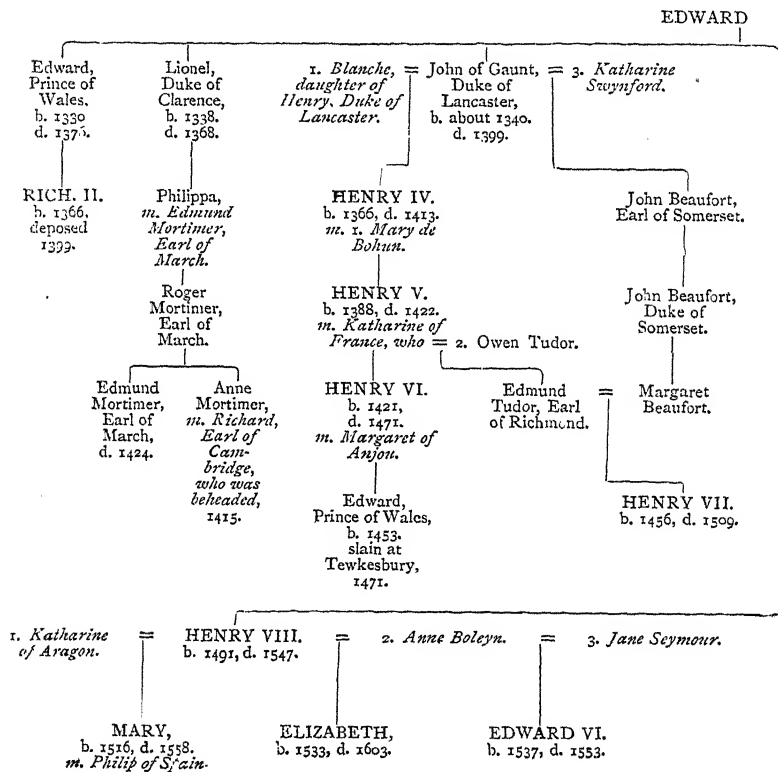 EDWARD
Edward,
Prince of
Wales.
b. 1330
d. 1376.
Lionel,
Duke of
Clarence,
b. 1338.
d. 1368.
1. Blanche,
daughter of
Henry, Duke of
Lancaster.
=
John of Gaunt,
Duke of
Lancaster,
b. about 1340.
d. 1399.
= 3. Katharine
Swynford.
RICH. II.
b. 1366,
deposed
1399.
Philippa,
m. Edmund
Mortimer,
Earl of
March.
HENRY IV.
b. 1366, d. 1413.
m. 1. Mary de
Bohun.
John Beaufort,
Earl of Somerset.
Roger
Mortimer,
Earl of
March.
HENRY V.
b. 1388, d. 1422.
m. Katharine of
France, who = 2. Owen Tudor.
John Beaufort,
Duke of
Somerset.
Edmund
Mortimer,
Earl of
March,
d. 1424.
Anne
Mortimer,
m. Richard,
Earl of
Cam-
bridge,
who was
beheaded,
1415.
HENRY VI.
b. 1421,
d. 1471.
m. Margaret of
Anjou.
Edmund
Tudor, Earl
of Richmond.
=
Margaret
Beaufort.
Edward,
Prince of Wales,
b. 1453.
slain at
Tewkesbury,
1471.
HENRY VII.
b. 1456, d. 1509.
1. Katharine
of Aragon.
=
HENRY VIII.
b. 1491, d. 1547.
= 2. Anne Boleyn. = 3. Jane Seymour.
MARY,
b. 1516, d. 1558.
m. Philip of Spain.
ELIZABETH,
b. 1533, d. 1603.
EDWARD VI.
b. 1537, d. 1553.